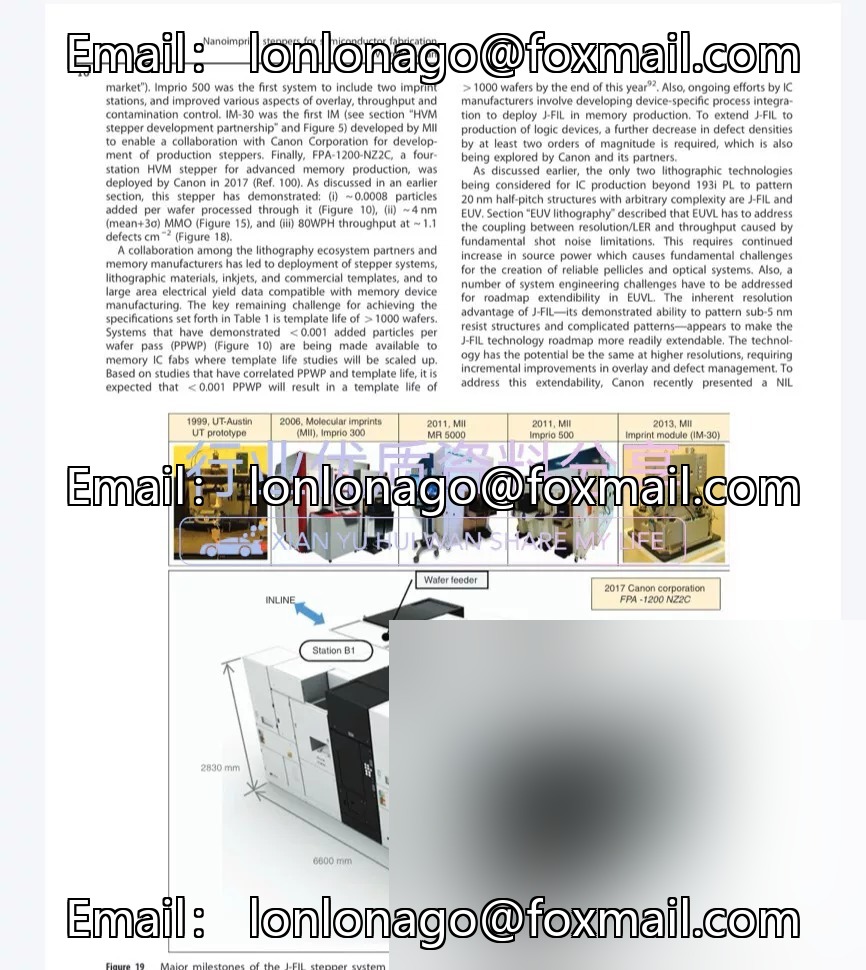 Nanoimprint steppers for semiconductor fabrication
Email： lonlonago@foxmail.com
market"). Imprio 500 was the first system to include two imprint
stations, and improved various aspects of overlay, throughput and
contamination control. IM-30 was the first IM (see section "HVM
stepper development partnership" and Figure 5) developed by MII
to enable a collaboration with Canon Corporation for develop-
ment of production steppers. Finally, FPA-1200-NZ2C, a four-
station HVM stepper for advanced memory production, was
deployed by Canon in 2017 (Ref. 100). As discussed in an earlier
section, this stepper has demonstrated: (i) ~0.0008 particles
added per wafer processed through it (Figure 10), (ii) ~4 nm
(mean+3σ) MMO (Figure 15), and (iii) 80WPH throughput at ~1.1
defects cm⁻² (Figure 18).
A collaboration among the lithography ecosystem partners and
memory manufacturers has led to deployment of stepper systems,
lithographic materials, inkjets, and commercial templates, and to
large area electrical yield data compatible with memory device
manufacturing. The key remaining challenge for achieving the
specifications set forth in Table 1 is template life of >1000 wafers.
Systems that have demonstrated <0.001 added particles per
wafer pass (PPWP) (Figure 10) are being made available to
memory IC fabs where template life studies will be scaled up.
Based on studies that have correlated PPWP and template life, it is
expected that <0.001 PPWP will result in a template life of
>1000 wafers by the end of this year⁹². Also, ongoing efforts by IC
manufacturers involve developing device-specific process integra-
tion to deploy J-FIL in memory production. To extend J-FIL to
production of logic devices, a further decrease in defect densities
by at least two orders of magnitude is required, which is also
being explored by Canon and its partners.
As discussed earlier, the only two lithographic technologies
being considered for IC production beyond 193i PL to pattern
20 nm half-pitch structures with arbitrary complexity are J-FIL and
EUV. Section "EUV lithography" described that EUVL has to address
the coupling between resolution/LER and throughput caused by
fundamental shot noise limitations. This requires continued
increase in source power which causes fundamental challenges
for the creation of reliable pellicles and optical systems. Also, a
number of system engineering challenges have to be addressed
for roadmap extendibility in EUVL. The inherent resolution
advantage of J-FIL—its demonstrated ability to pattern sub-5 nm
resist structures and complicated patterns—appears to make the
J-FIL technology roadmap more readily extendable. The technol-
ogy has the potential be the same at higher resolutions, requiring
incremental improvements in overlay and defect management. To
address this extendability, Canon recently presented a NIL
1999, UT-Austin
UT prototype
2006, Molecular imprints
(MII), Imprio 300
2011, MII
MR 5000
2011, MII
Imprio 500
2013, MII
Imprint module (IM-30)
行业优质资料分享
Email： lonlonago@foxmail.com
XIAN YU HUI WAN SHARE MY LIFE
Wafer feeder
2017 Canon corporation
FPA -1200 NZ2C
INLINE
Station B1
2830 mm
6600 mm
Email： lonlonago@foxmail.com
Figure 19 Major milestones of the J-FIL stepper system